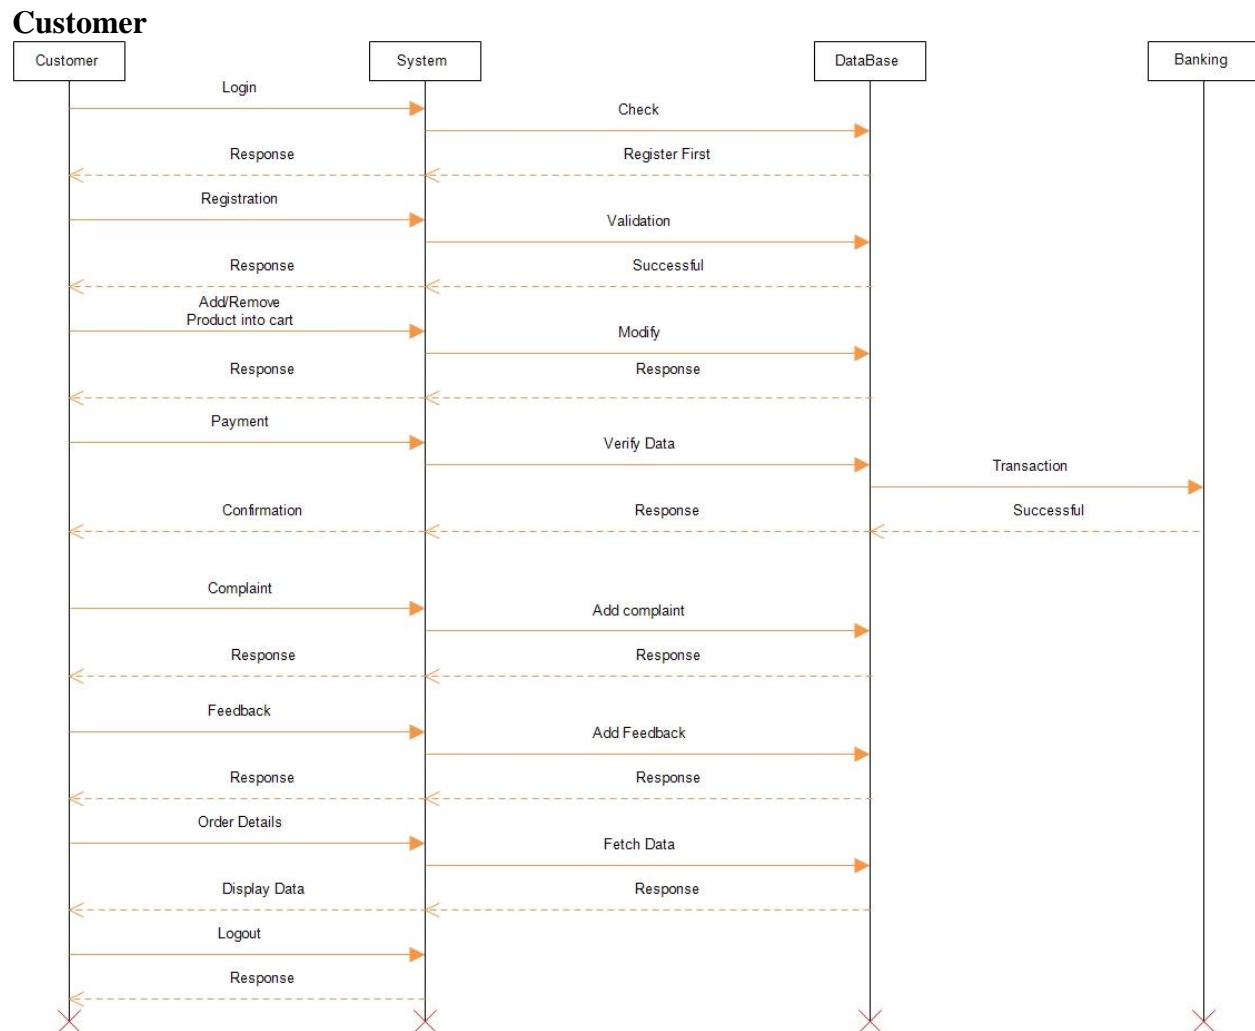 Customer
Customer
System
DataBase
Banking
Login
Check
Response
Register First
Registration
Validation
Response
Successful
Add/Remove
Product into cart
Modify
Response
Response
Payment
Verify Data
Transaction
Confirmation
Response
Successful
Complaint
Add complaint
Response
Response
Feedback
Add Feedback
Response
Response
Order Details
Fetch Data
Display Data
Response
Logout
Response